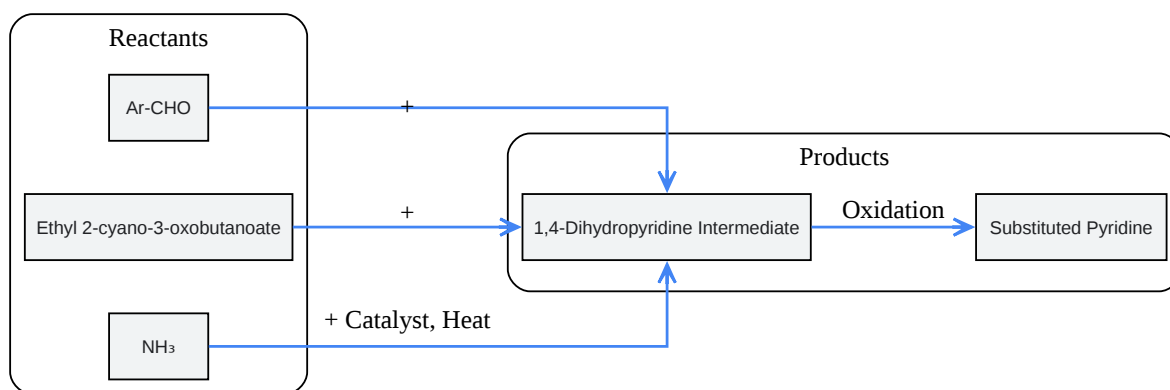 Reactants
Ar-CHO
+
Products
Ethyl 2-cyano-3-oxobutanoate
+
1,4-Dihydropyridine Intermediate
Oxidation
Substituted Pyridine
+ Catalyst, Heat
NH₃